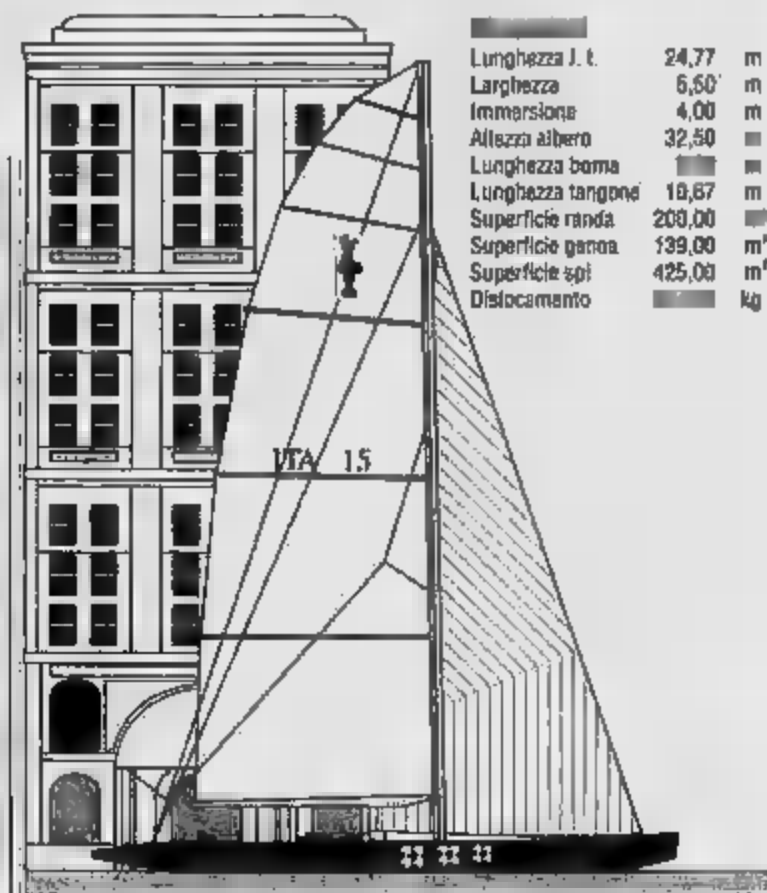 Lunghezza f. t. 24,77 m
Larghezza 5,50 m
Immersione 4,00 m
Altezza albero 32,50
Lunghezza boma m
Lunghezza tangone 10,67 m
Superficie randa 200,00
Superficie genoa 139,00 m²
Superficie spi 425,00 m²
Dislocamento kg
ITA 15